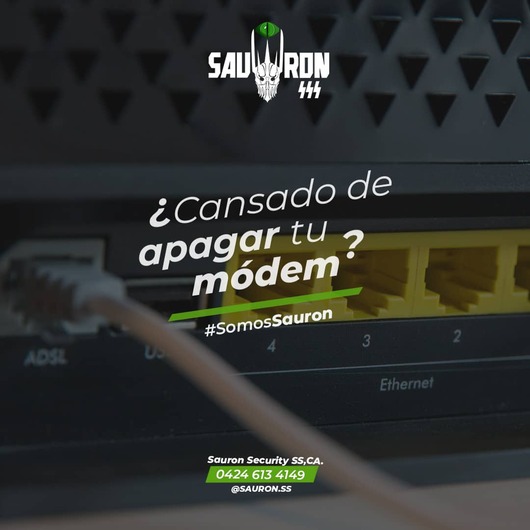 SAURON
SSS
¿Cansado de
apagar tu
módem?
#SomosSauron
ADSL
4
3
2
Ethernet
Sauron Security SS,CA.
0424 613 4149
@SAURON.SS